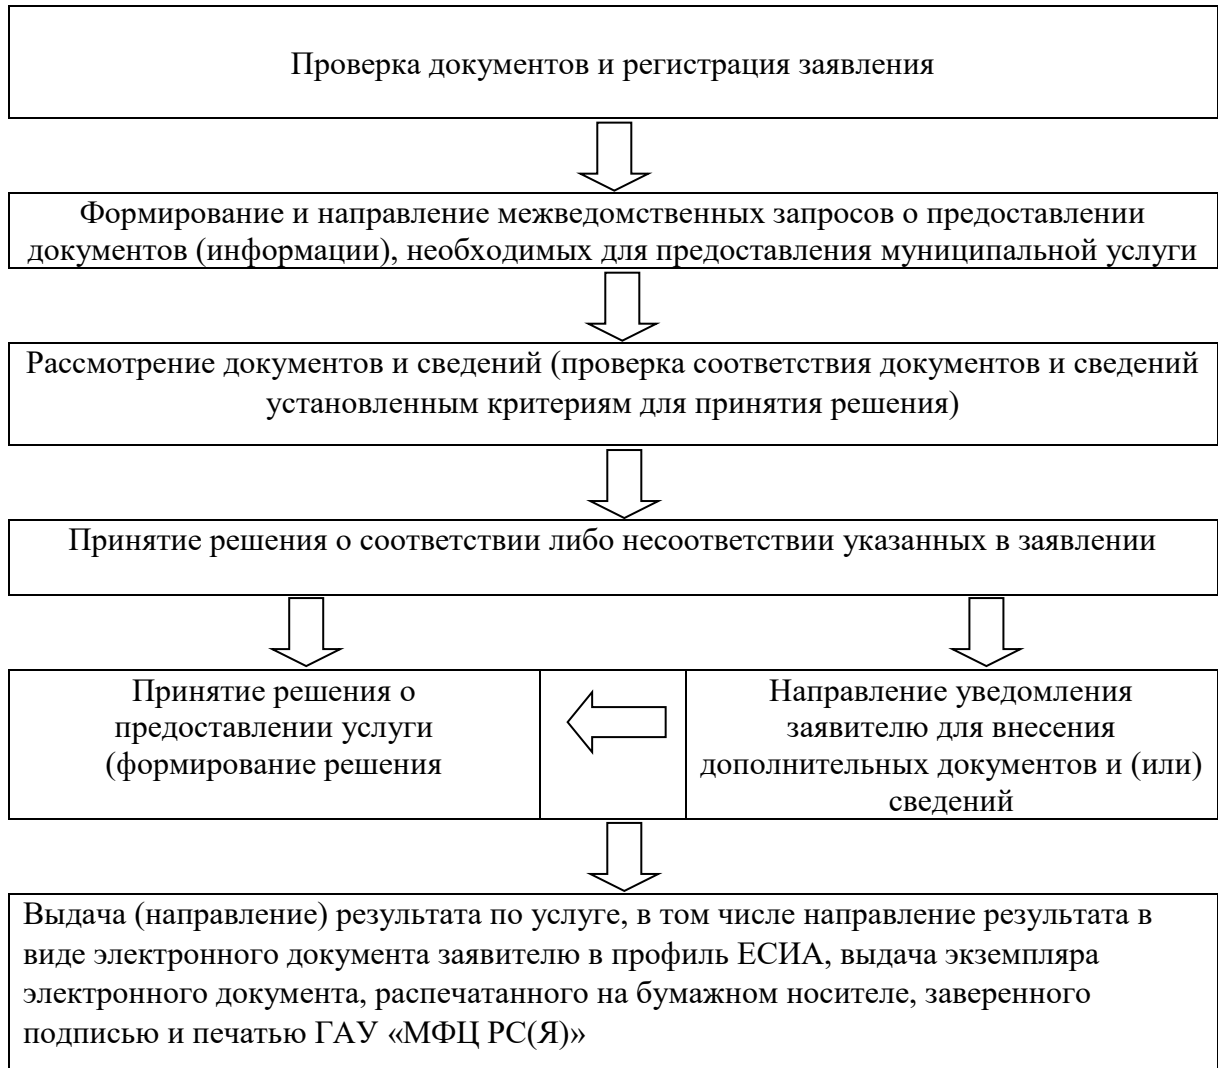 Проверка документов и регистрация заявления
Формирование и направление межведомственных запросов о предоставлении
документов (информации), необходимых для предоставления муниципальной услуги
Рассмотрение документов и сведений (проверка соответствия документов и сведений
установленным критериям для принятия решения)
Принятие решения о соответствии либо несоответствии указанных в заявлении
Принятие решения о
предоставлении услуги
(формирование решения
Направление уведомления
заявителю для внесения
дополнительных документов и (или)
сведений
Выдача (направление) результата по услуге, в том числе направление результата в
виде электронного документа заявителю в профиль ЕСИА, выдача экземпляра
электронного документа, распечатанного на бумажном носителе, заверенного
подписью и печатью ГАУ «МФЦ РС(Я)»